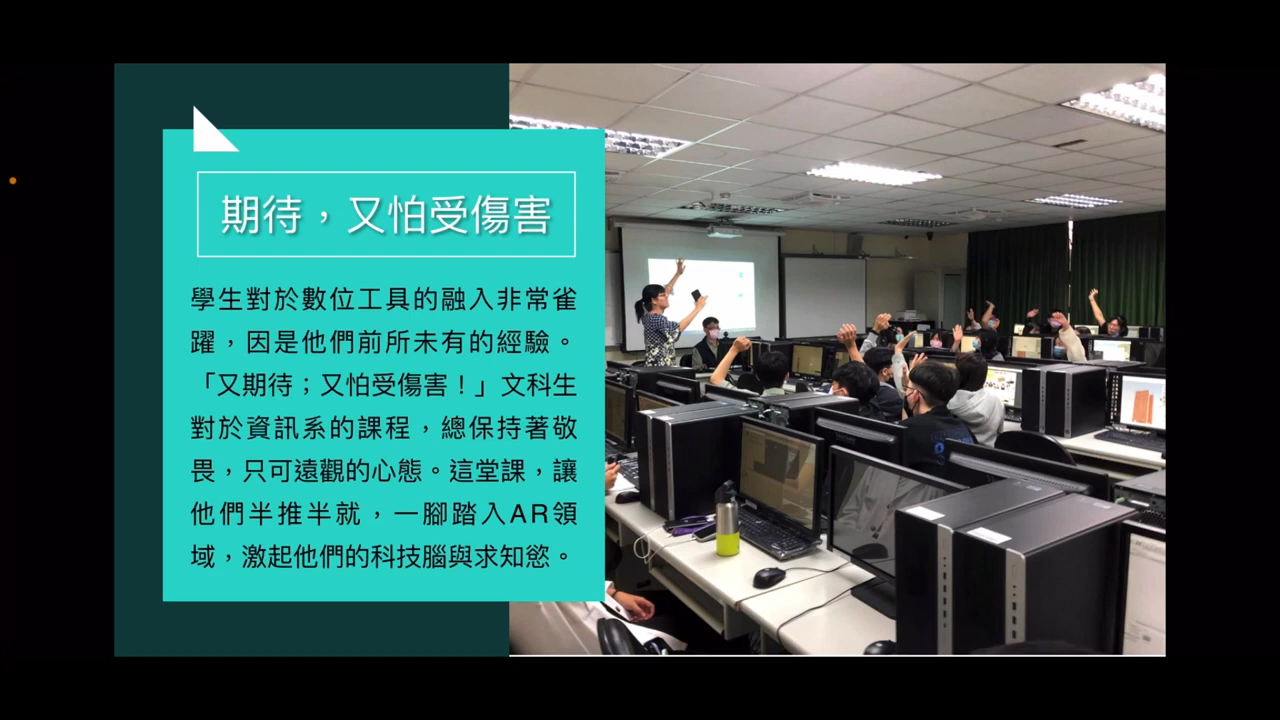 期待，又怕受傷害
學生對於數位工具的融入非常雀
躍，因是他們前所未有的經驗。
「又期待；又怕受傷害！」文科生
對於資訊系的課程，總保持著敬
畏，只可遠觀的心態。這堂課，讓
他們半推半就，一腳踏入AR領
域，激起他們的科技腦與求知慾。